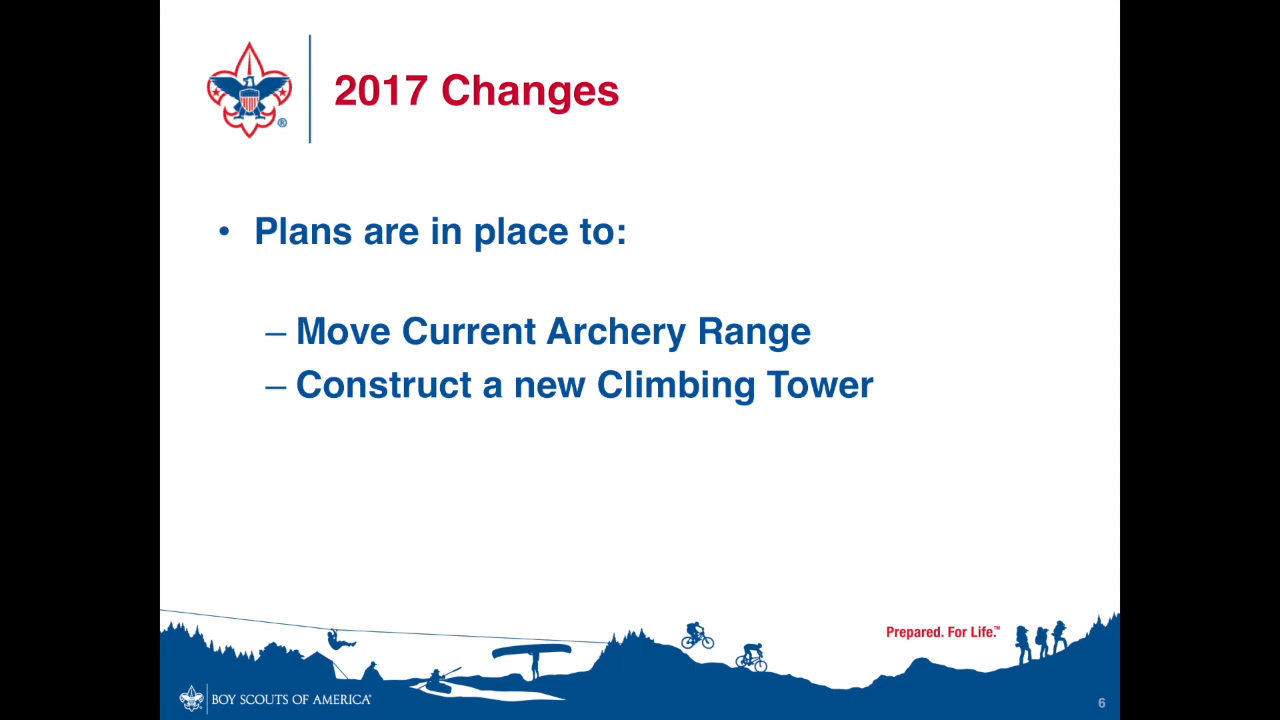 2017 Changes
®
• Plans are in place to:
– Move Current Archery Range
– Construct a new Climbing Tower
Prepared. For Life.™
BOY SCOUTS OF AMERICA®
6